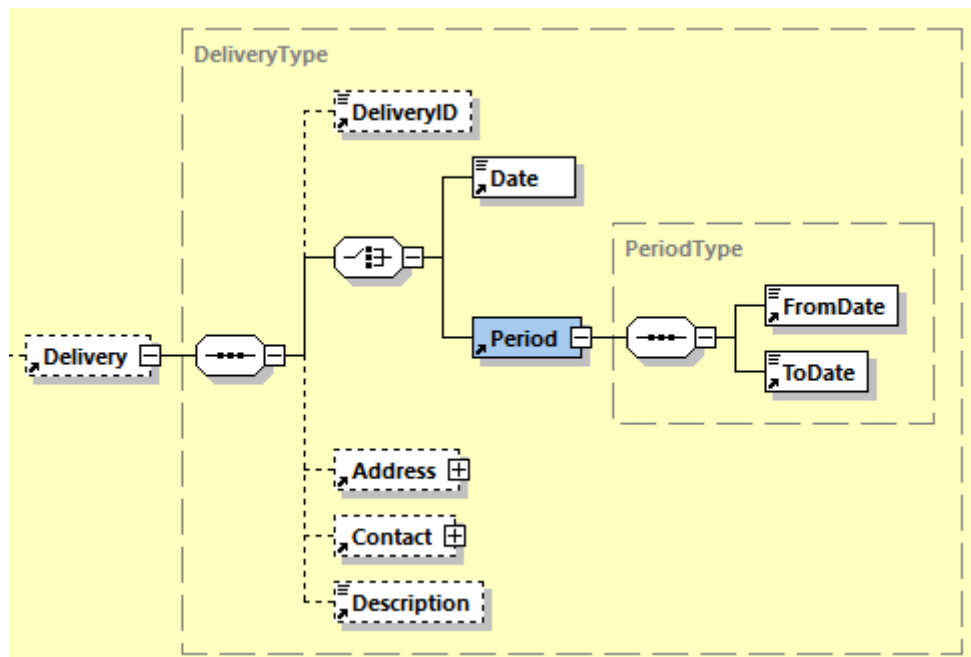 DeliveryType
DeliveryID
Date
PeriodType
FromDate
Period
Delivery
ToDate
Address
Contact
Description